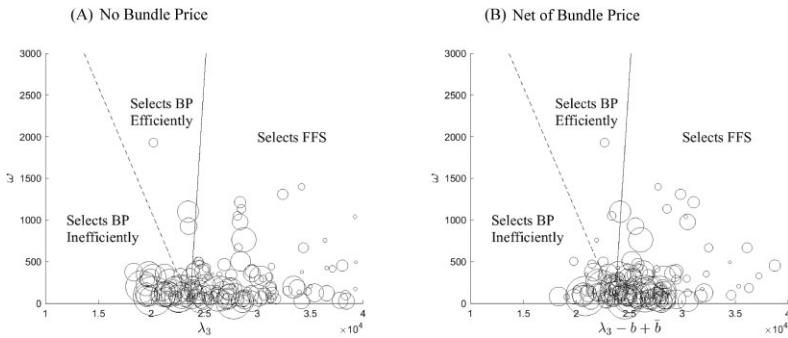 (A) No Bundle Price
3000
2500
2000
1500
1000
500
0
ω
Selects BP
Efficiently
Selects FFS
Selects BP
Inefficiently
1 1.5 2 2.5 3 3.5 4
λ₃
×10⁴
(B) Net of Bundle Price
3000
2500
2000
1500
1000
500
0
ω
Selects BP
Efficiently
Selects FFS
Selects BP
Inefficiently
1 1.5 2 2.5 3 3.5 4
λ₃ − b + b̄
×10⁴